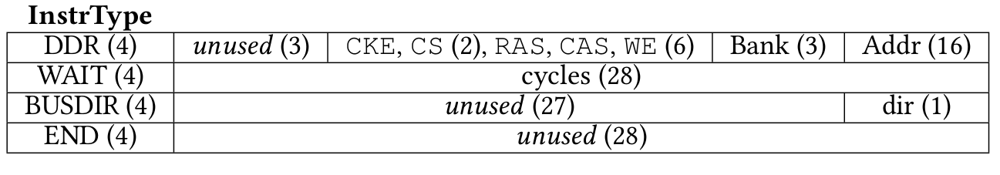 InstrType
DDR (4) unused (3) CKE, CS (2), RAS, CAS, WE (6) Bank (3) Addr (16)
WAIT (4) cycles (28)
BUSDIR (4) unused (27) dir (1)
END (4) unused (28)